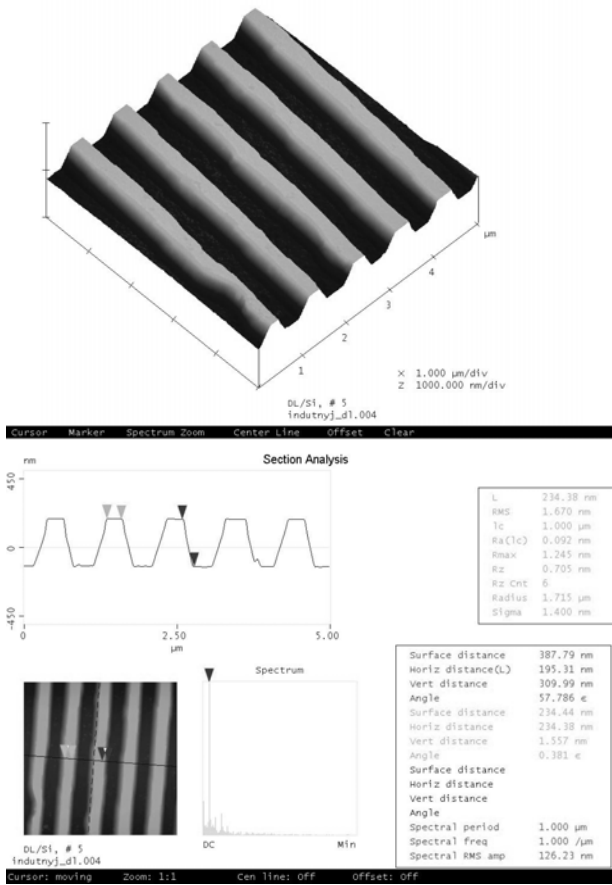 μm
4
3
2
1
X 1.000 μm/div
Z 1000.000 nm/div
DL/Si, # 5
indutnyj_dl.004
Cursor Marker Spectrum Zoom Center Line Offset Clear
nm
Section Analysis
450
0
-450
0 2.50 5.00
μm
L 234.38 nm
RMS 1.670 nm
lc 1.000 μm
Ra(lc) 0.092 nm
Rmax 1.245 nm
Rz 0.705 nm
Rz Cnt 6
Radius 1.715 μm
Sigma 1.400 nm
Spectrum
DC Min
Surface distance 387.79 nm
Horiz distance(L) 195.31 nm
Vert distance 309.99 nm
Angle 57.786 є
Surface distance 234.44 nm
Horiz distance 234.38 nm
Vert distance 1.557 nm
Angle 0.381 є
Surface distance
Horiz distance
Vert distance
Angle
Spectral period 1.000 μm
Spectral freq 1.000 /μm
Spectral RMS amp 126.23 nm
DL/Si, # 5
indutnyj_dl.004
Cursor: moving Zoom: 1:1 Cen line: Off Offset: Off